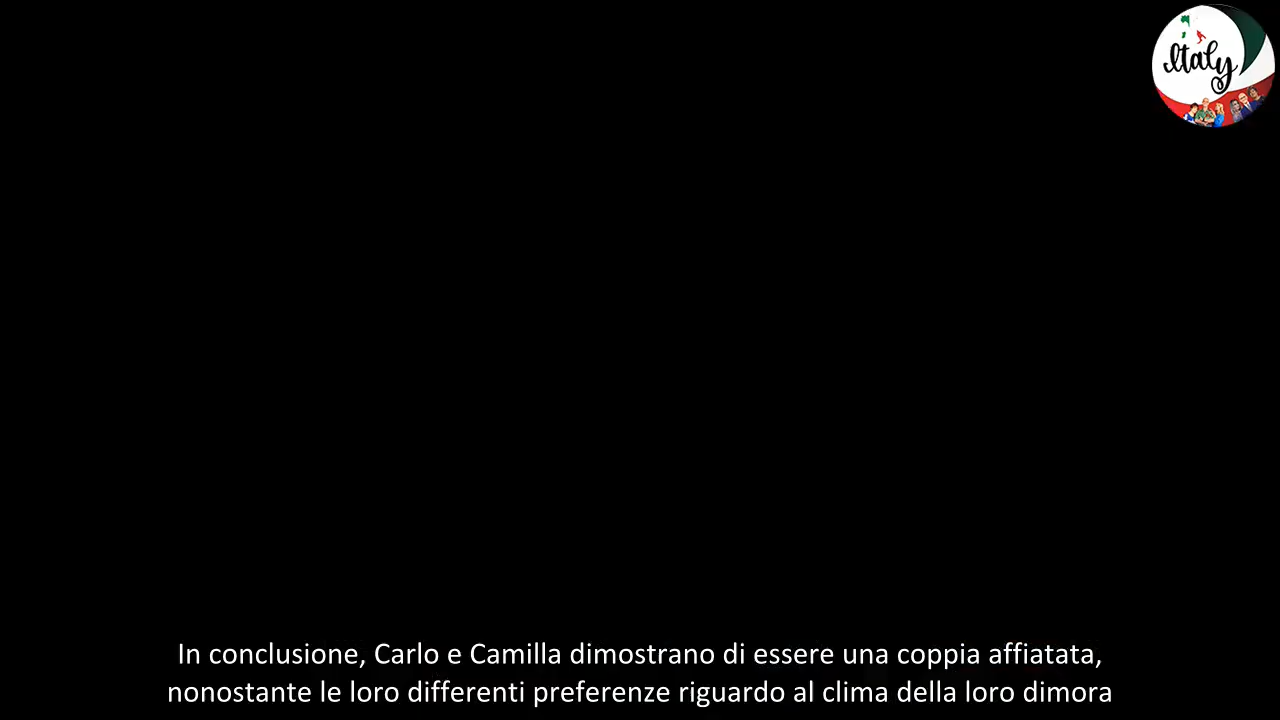 Italy
In conclusione, Carlo e Camilla dimostrano di essere una coppia affiatata,
nonostante le loro differenti preferenze riguardo al clima della loro dimora